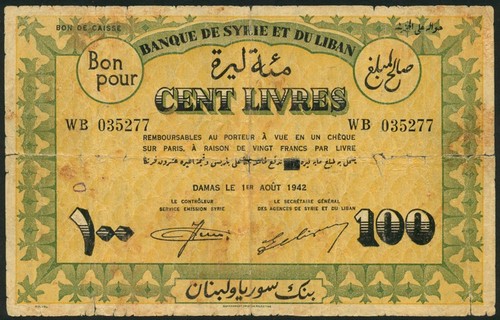 BON DE CAISSE
BANQUE DE SYRIE ET DU LIBAN
Bon pour
مئة ليرة
صالح لمبلغ
CENT LIVRES
WB 035277
WB 035277
REMBOURSABLES AU PORTEUR À VUE EN UN CHÈQUE
SUR PARIS, À RAISON DE VINGT FRANCS PAR LIVRE
DAMAS LE 1ER AOÛT 1942
LE CONTRÔLEUR
SERVICE EMISSION SYRIE
LE SECRÉTAIRE GÉNÉRAL
DES AGENCES DE SYRIE ET DU LIBAN
١٠٠
100
بنك سوريا ولبنان